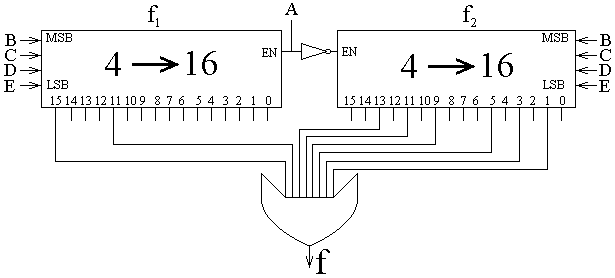 A
f1
f2
B MSB
C
D
E LSB
EN
4 → 16
15 14 13 12 11 10 9 8 7 6 5 4 3 2 1 0
EN
4 → 16
MSB B
C
D
LSB E
15 14 13 12 11 10 9 8 7 6 5 4 3 2 1 0
f